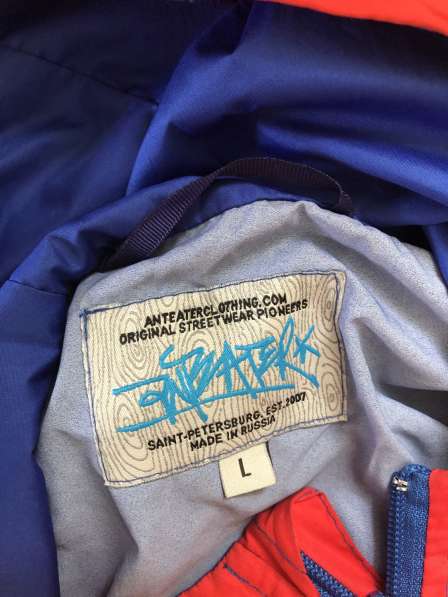 ANTEATERCLOTHING.COM
ORIGINAL STREETWEAR PIONEERS
ANTEATER
SAINT-PETERSBURG. EST. 2007
MADE IN RUSSIA
L